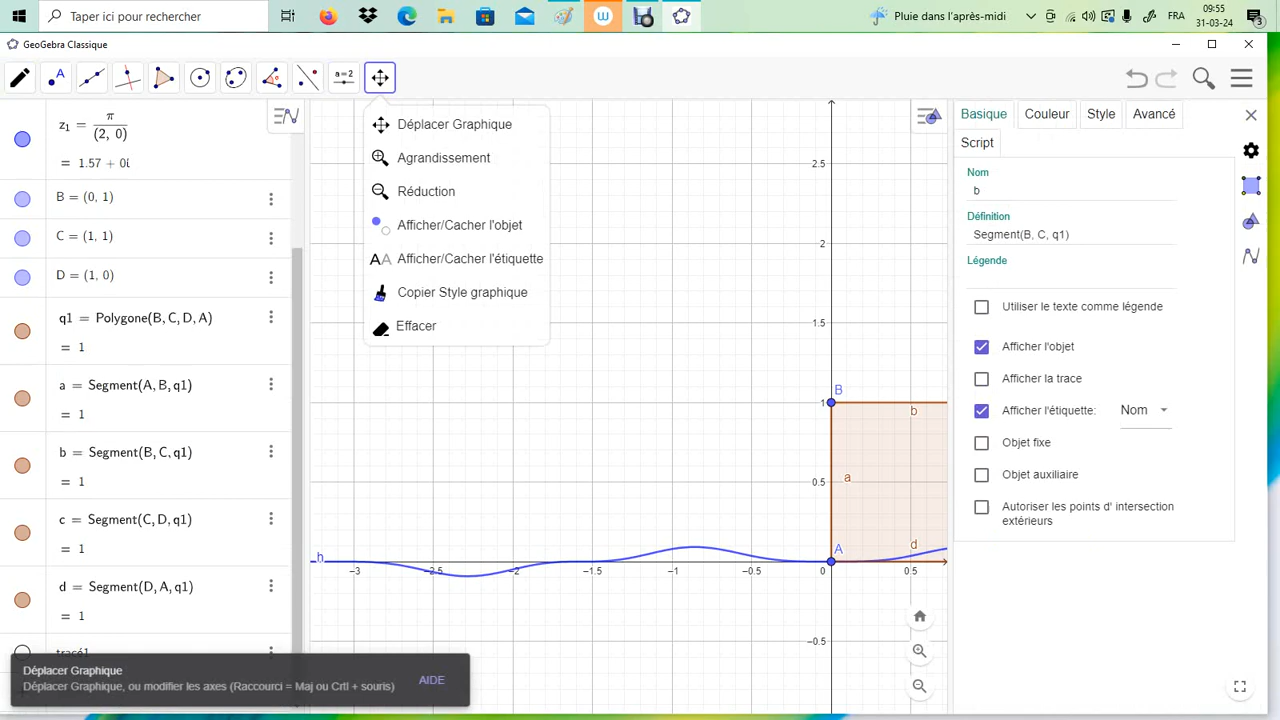 Taper ici pour rechercher
Pluie dans l'après-midi
FRA
09:55
31-03-24
3
GeoGebra Classique
A
a=2
z₁ = π / (2, 0)
= 1.57 + 0i
B = (0, 1)
C = (1, 1)
D = (1, 0)
q1 = Polygone(B, C, D, A)
= 1
a = Segment(A, B, q1)
= 1
b = Segment(B, C, q1)
= 1
c = Segment(C, D, q1)
= 1
d = Segment(D, A, q1)
= 1
tracé1
Déplacer Graphique
Agrandissement
Réduction
Afficher/Cacher l'objet
AA Afficher/Cacher l'étiquette
Copier Style graphique
Effacer
2.5
2
1.5
1
0.5
−0.5
−3 −2.5 −2 −1.5 −1 −0.5 0 0.5
h
B
b
a
A
d
Basique Couleur Style Avancé
Script
Nom
b
Définition
Segment(B, C, q1)
Légende
Utiliser le texte comme légende
Afficher l'objet
Afficher la trace
Afficher l'étiquette: Nom
Objet fixe
Objet auxiliaire
Autoriser les points d' intersection
extérieurs
Déplacer Graphique
Déplacer Graphique, ou modifier les axes (Raccourci = Maj ou Crtl + souris)
AIDE